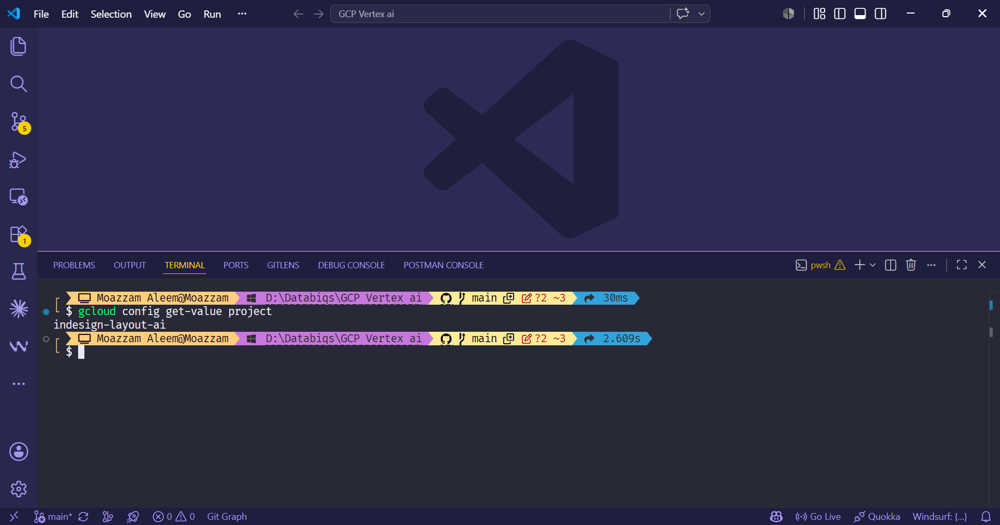 File Edit Selection View Go Run ··· GCP Vertex ai
5
1
PROBLEMS OUTPUT TERMINAL PORTS GITLENS DEBUG CONSOLE POSTMAN CONSOLE pwsh
Moazzam Aleem@Moazzam D:\Databiqs\GCP Vertex ai main ?2 ~3 30ms
$ gcloud config get-value project
indesign-layout-ai
Moazzam Aleem@Moazzam D:\Databiqs\GCP Vertex ai main ?2 ~3 2.609s
$
main* 0 0 Git Graph Go Live Quokka Windsurf: {...}